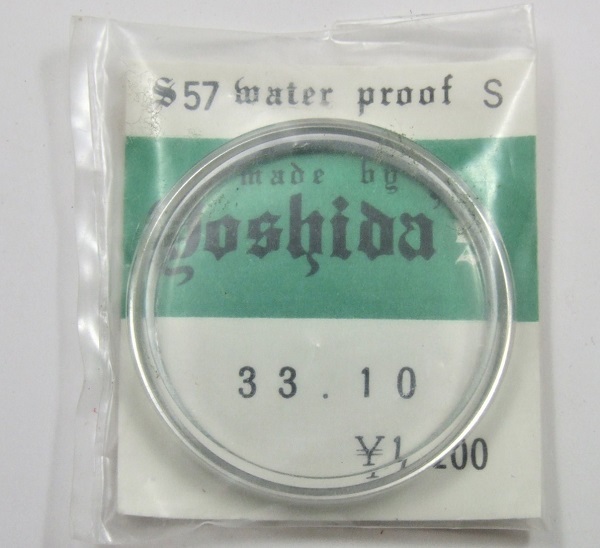 S57 water proof S
made by
yoshida
33.10
¥1,200